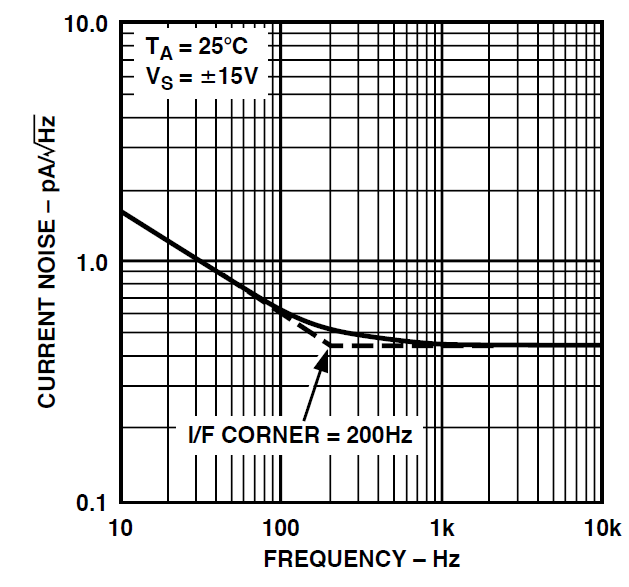 10.0
TA = 25°C
VS = ±15V
CURRENT NOISE – pA/√Hz
1.0
I/F CORNER = 200Hz
0.1
10 100 1k 10k
FREQUENCY – Hz